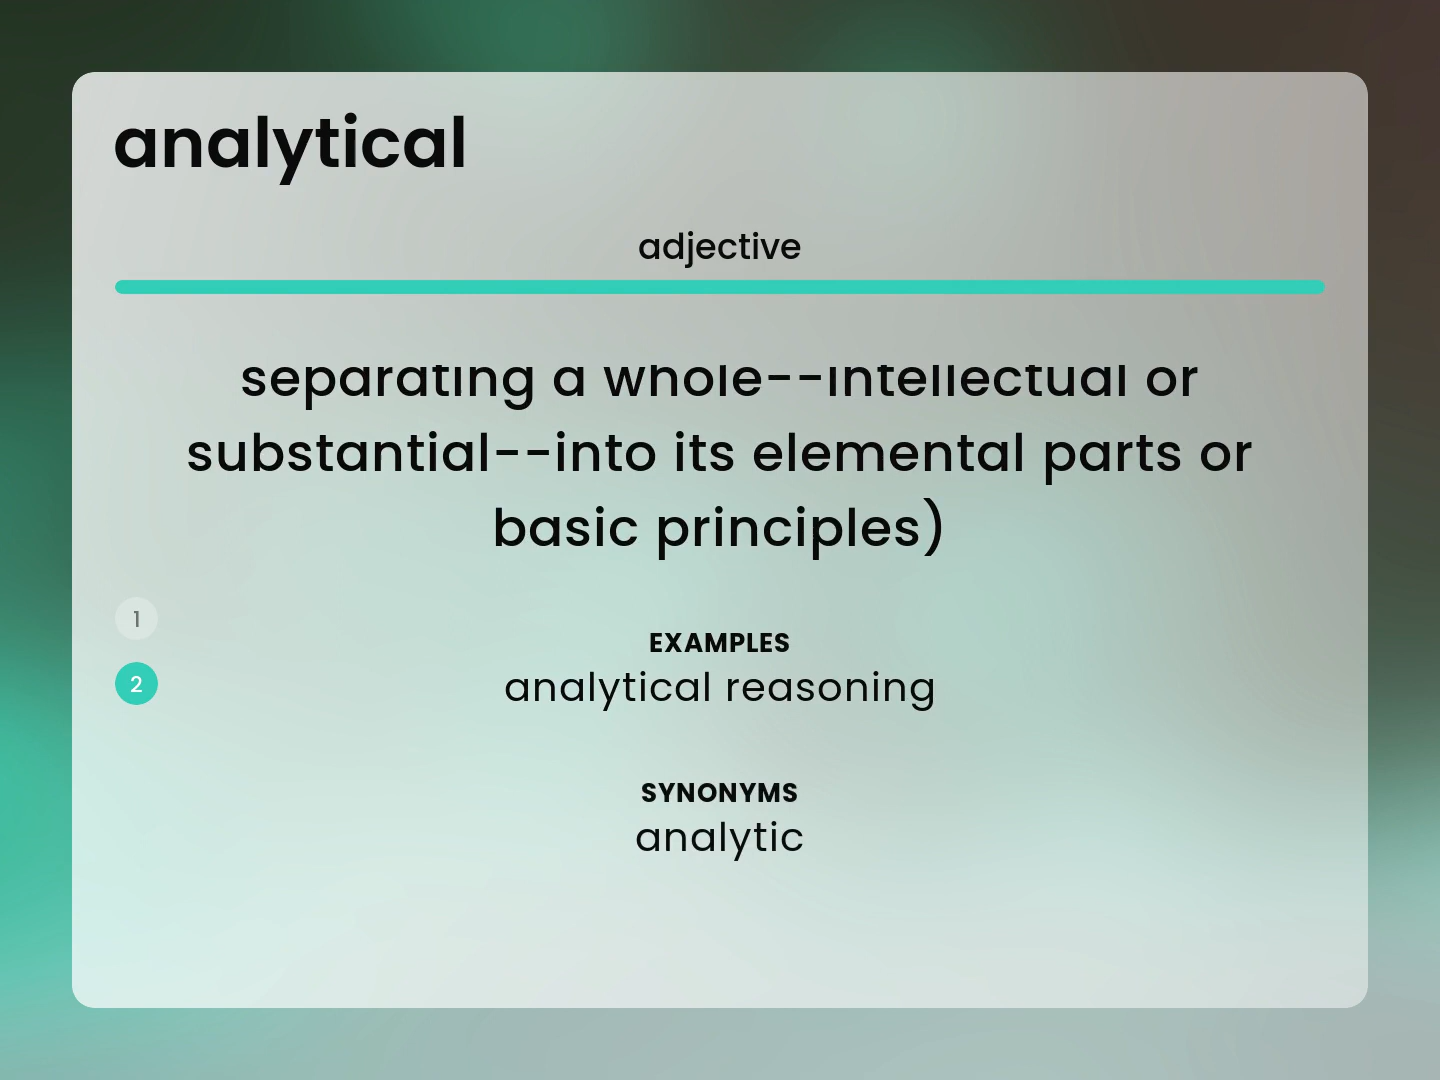 analytical
adjective
separating a whole--intellectual or
substantial--into its elemental parts or
basic principles)
1
EXAMPLES
analytical reasoning
2
SYNONYMS
analytic